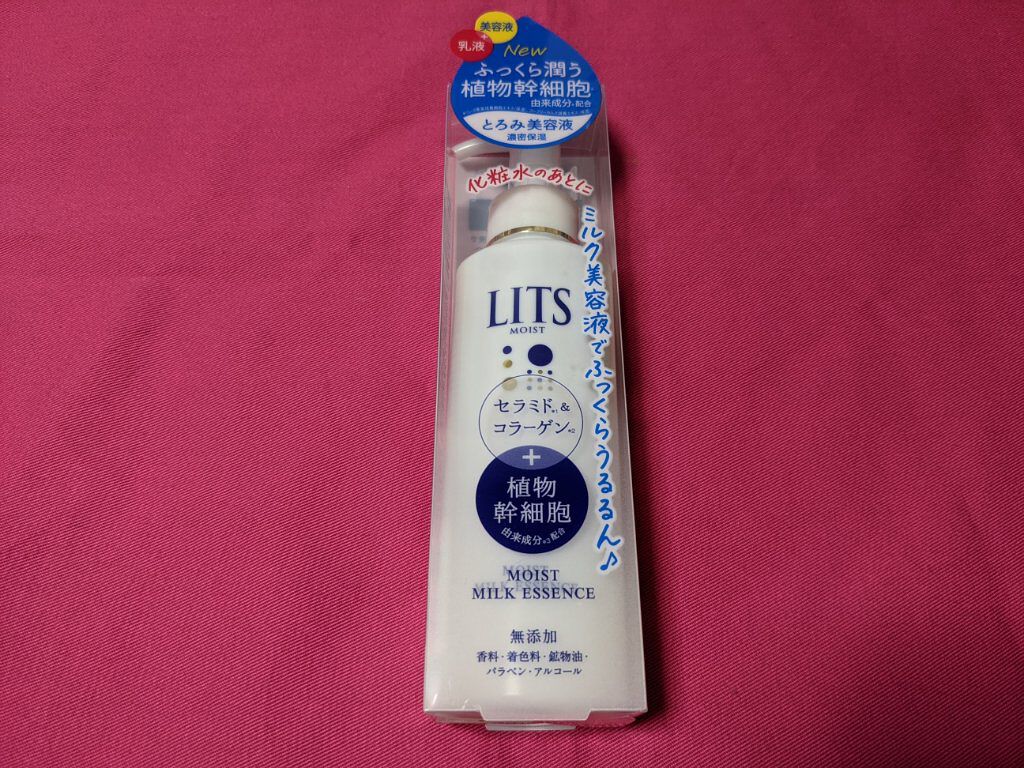 美容液
+
乳液
New
ふっくら潤う
植物幹細胞
由来成分*配合
とろみ美容液
濃密保湿
化粧水のあとに
ミルク美容液でふっくらうるるん♪
LITS
MOIST
セラミド※1&
コラーゲン※2
+
植物
幹細胞
由来成分※3配合
MOIST
MILK ESSENCE
無添加
香料・着色料・鉱物油・
パラベン・アルコール